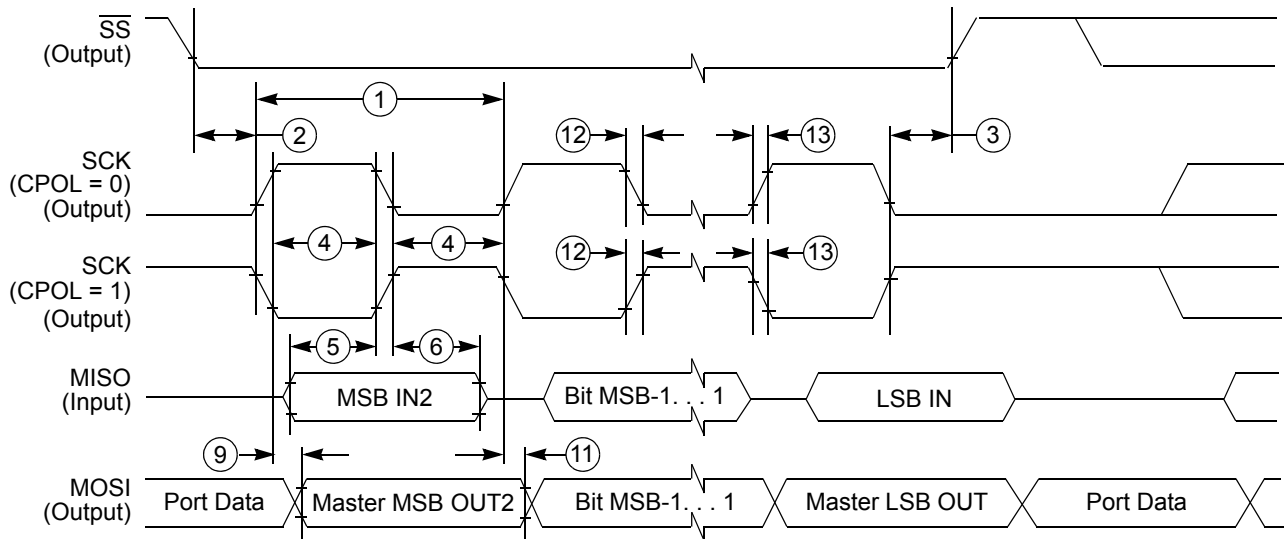 SS
(Output)
1
2
12
13
3
SCK
(CPOL = 0)
(Output)
4
4
12
13
SCK
(CPOL = 1)
(Output)
5
6
MISO
(Input)
MSB IN2
Bit MSB-1. . . 1
LSB IN
9
11
MOSI
(Output)
Port Data
Master MSB OUT2
Bit MSB-1. . . 1
Master LSB OUT
Port Data